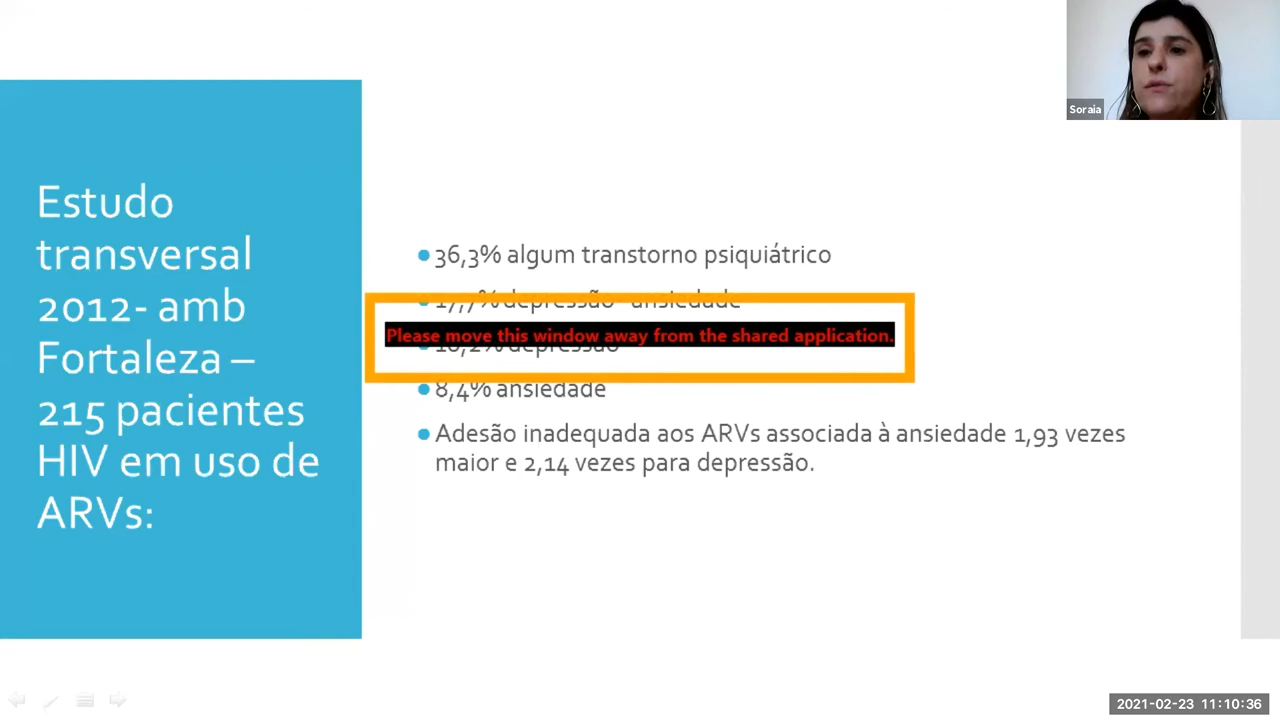 Soraia
Estudo
transversal
2012- amb
Fortaleza –
215 pacientes
HIV em uso de
ARVs:
36,3% algum transtorno psiquiátrico
17,7% depressão ansiedade
Please move this window away from the shared application.
depressão
8,4% ansiedade
Adesão inadequada aos ARVs associada à ansiedade 1,93 vezes
maior e 2,14 vezes para depressão.
2021-02-23 11:10:36